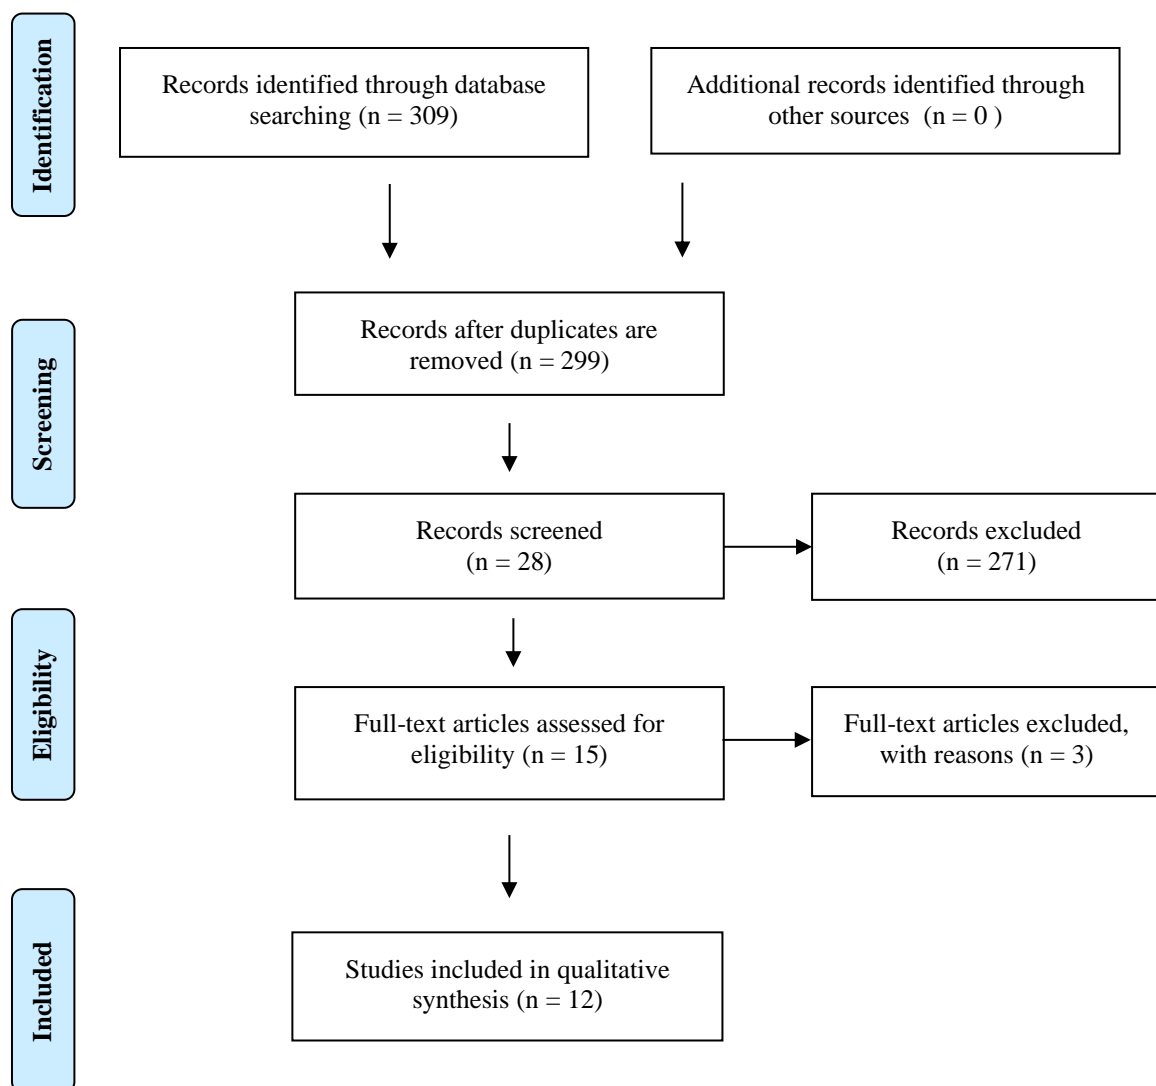 Identification
Records identified through database
searching (n = 309)
Additional records identified through
other sources  (n = 0 )
Screening
Records after duplicates are
removed (n = 299)
Records screened
(n = 28)
Records excluded
(n = 271)
Eligibility
Full-text articles assessed for
eligibility (n = 15)
Full-text articles excluded,
with reasons (n = 3)
Included
Studies included in qualitative
synthesis (n = 12)